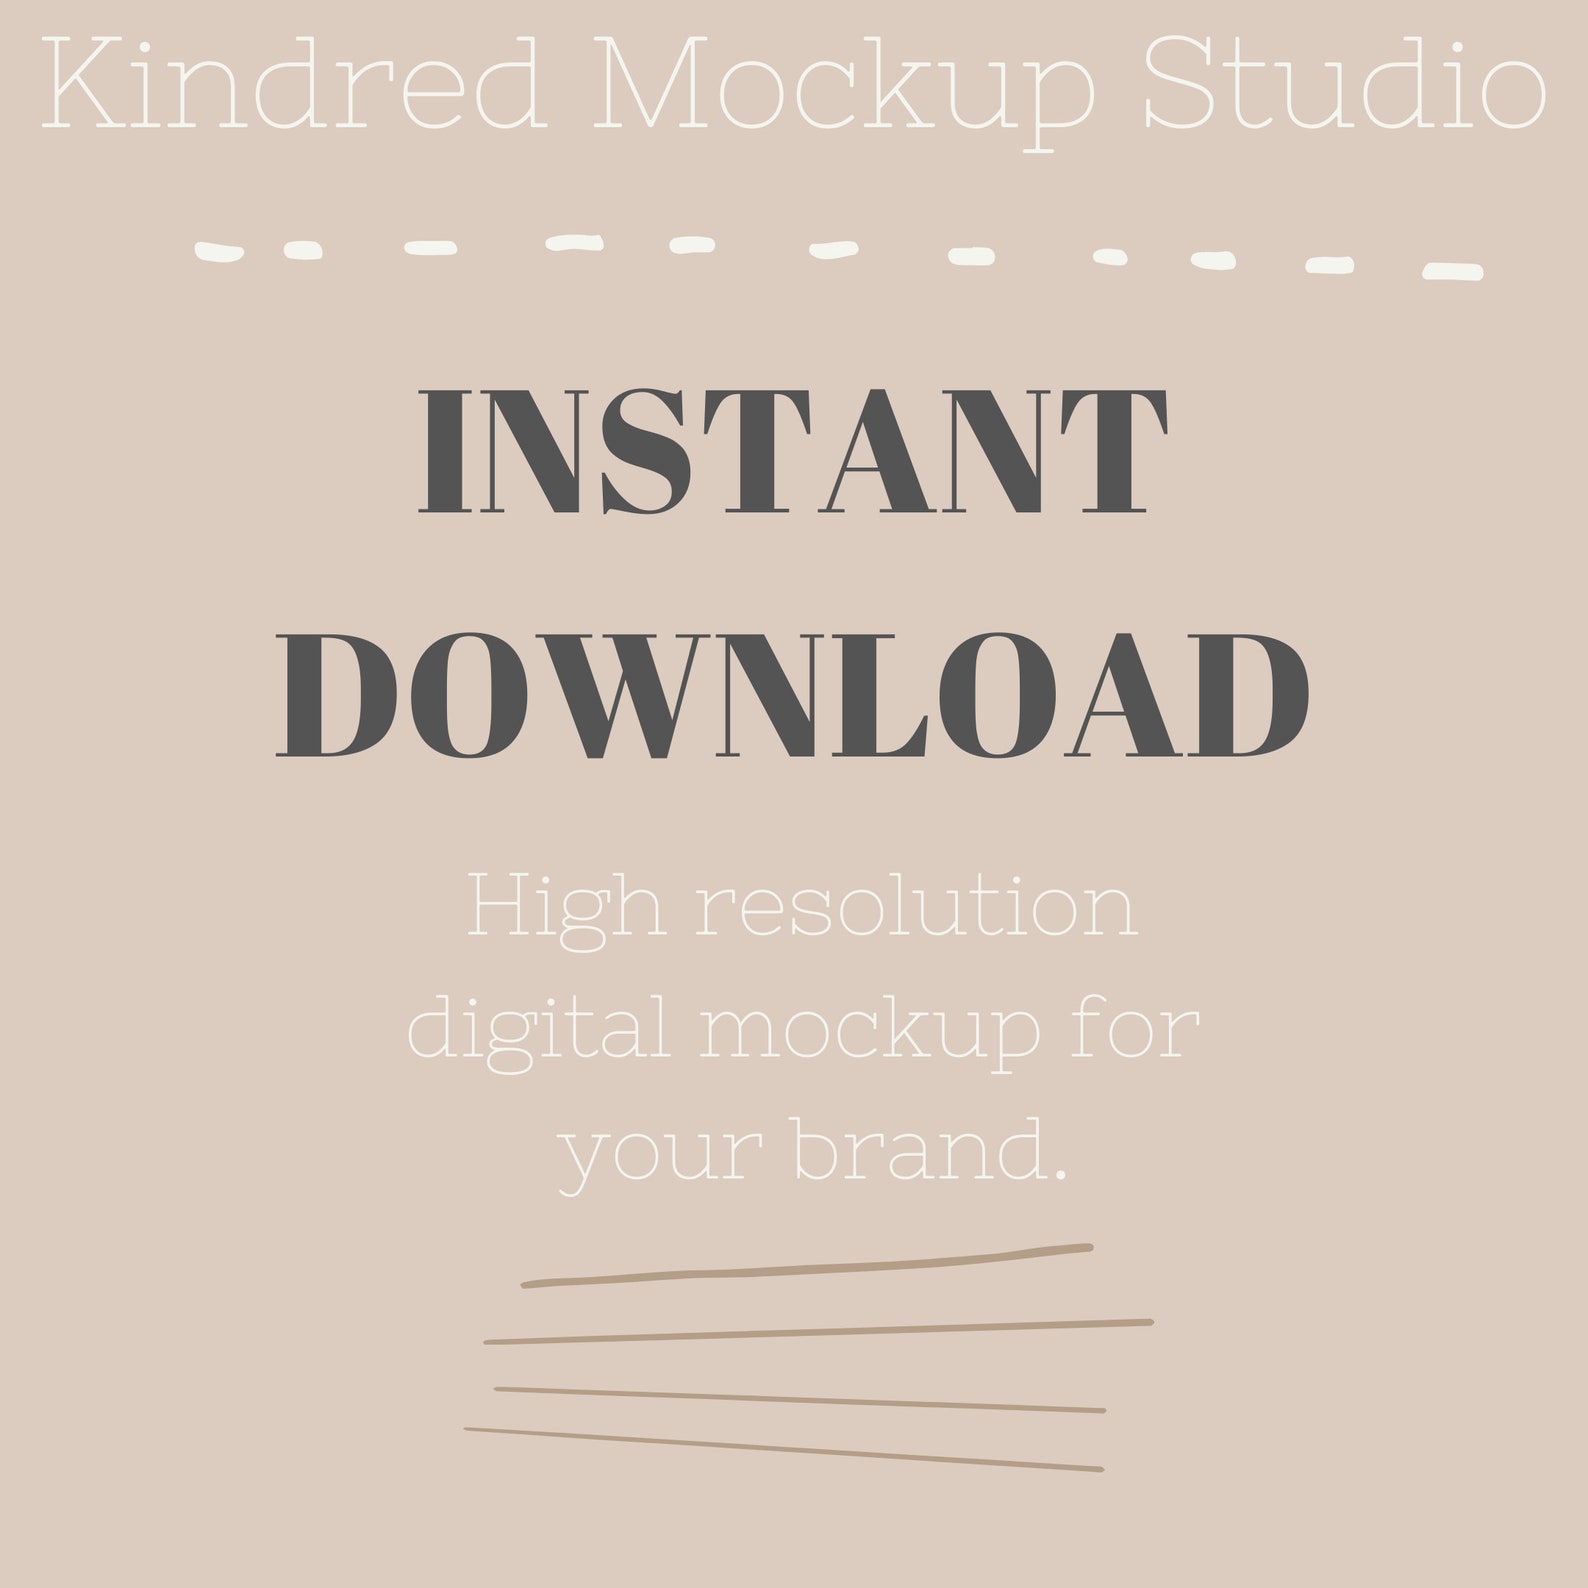 Kindred Mockup Studio
INSTANT
DOWNLOAD
High resolution
digital mockup for
your brand.